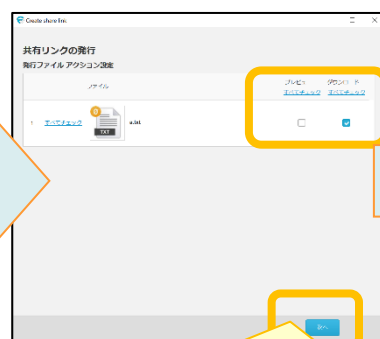 Create share link
共有リンクの発行
発行ファイル アクション設定
ファイル
プレビュー ダウンロード
すべてチェック すべてチェック
1 すべてチェック TXT a.txt
次へ